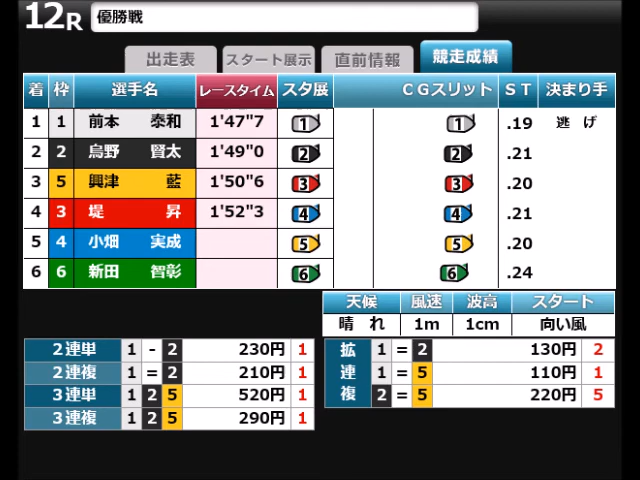 12R 優勝戦
出走表 スタート展示 直前情報 競走成績
着 枠 選手名 レースタイム スタ展 CGスリット ST 決まり手
1 1 前本 泰和 1'47"7 1 1 .19 逃 げ
2 2 烏野 賢太 1'49"0 2 2 .21
3 5 興津 藍 1'50"6 3 3 .20
4 3 堤 昇 1'52"3 4 4 .21
5 4 小畑 実成 5 5 .20
6 6 新田 智彰 6 6 .24
天候 風速 波高 スタート
晴 れ 1m 1cm 向い風
2連単 1 - 2 230円 1
2連複 1 = 2 210円 1
3連単 1 2 5 520円 1
3連複 1 2 5 290円 1
拡 1 = 2 130円 2
連 1 = 5 110円 1
複 2 = 5 220円 5